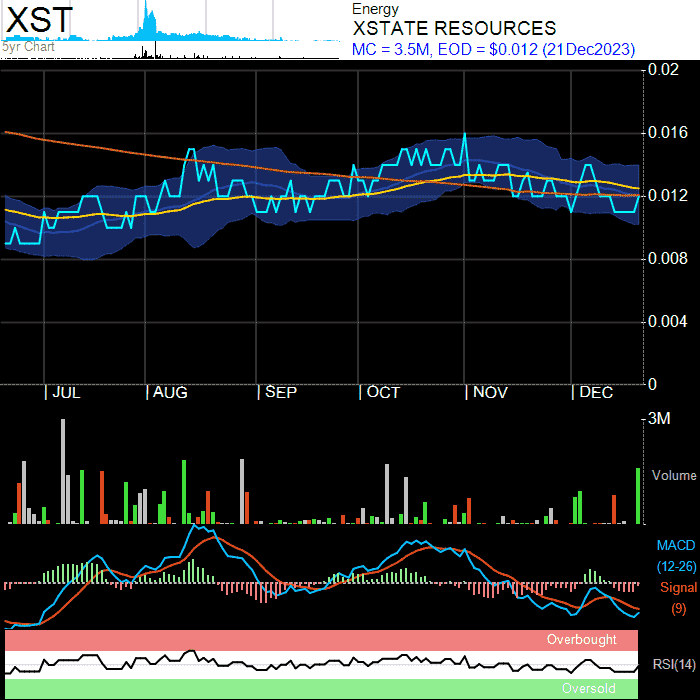 XST
5yr Chart
Energy
XSTATE RESOURCES
MC = 3.5M, EOD = $0.012 (21Dec2023)
0.02
0.016
0.012
0.008
0.004
0
JUL AUG SEP OCT NOV DEC
3M
Volume
MACD
(12-26)
Signal
(9)
Overbought
RSI(14)
Oversold